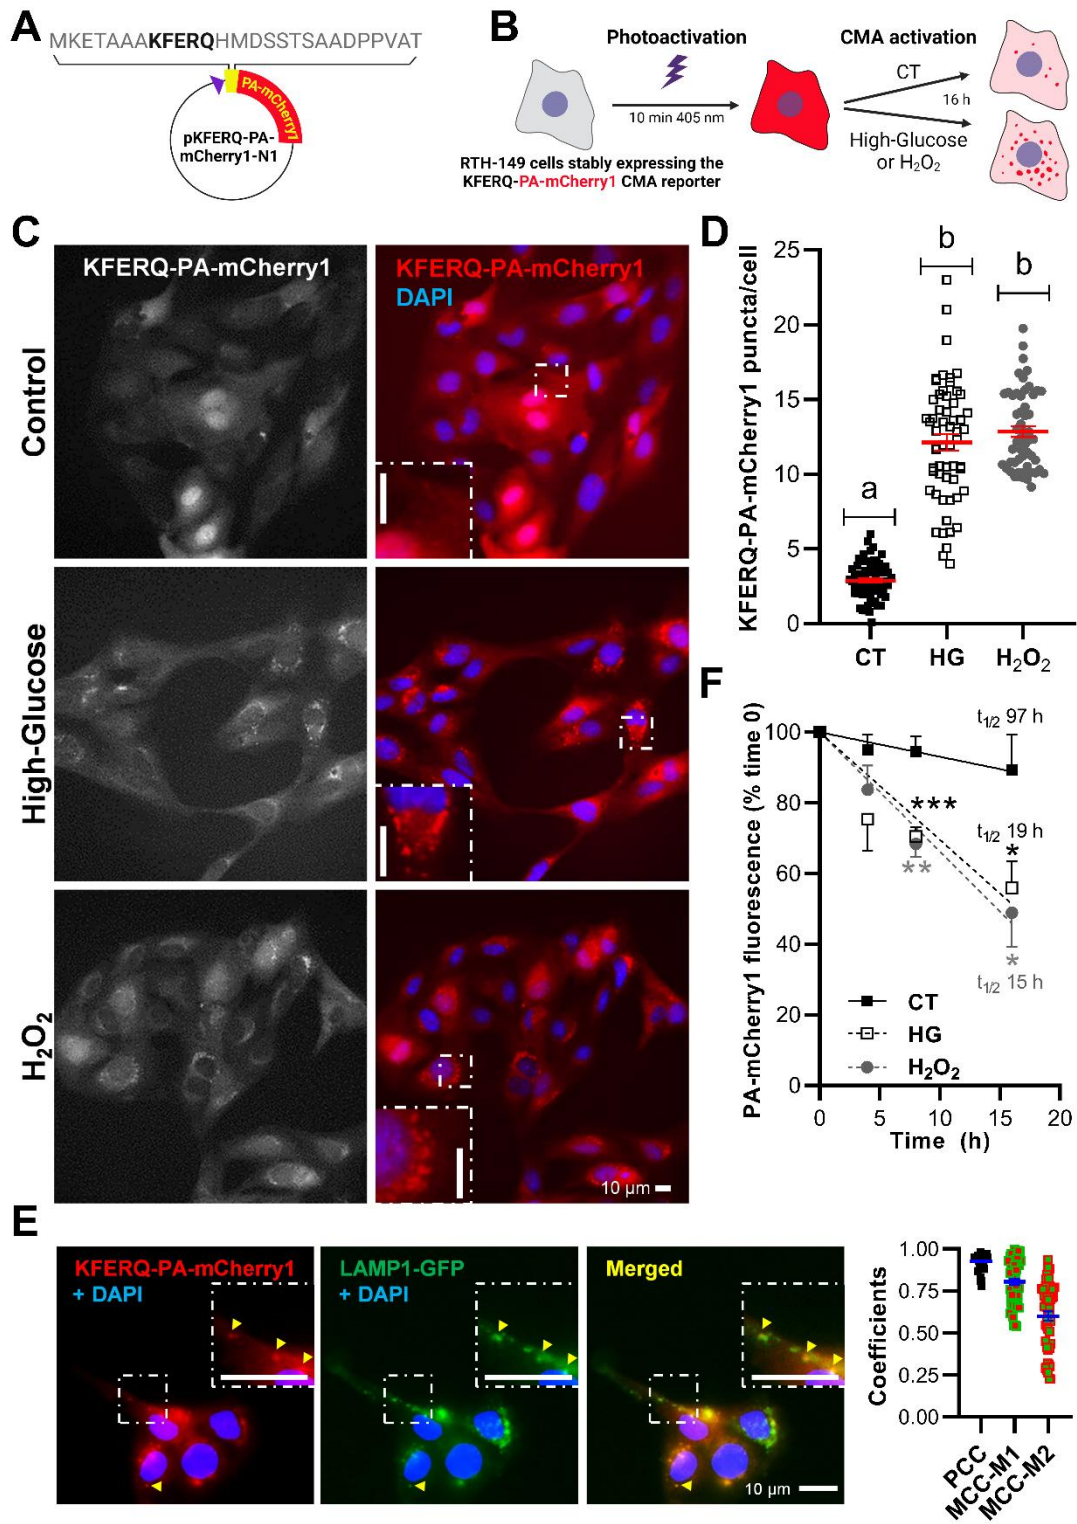 A
MKETAAAKFERQHMDSSTSAADPPVAT
PA-mCherry1
pKFERQ-PA-
mCherry1-N1
B
Photoactivation
10 min 405 nm
CMA activation
CT
16 h
High-Glucose
or H₂O₂
RTH-149 cells stably expressing the
KFERQ-PA-mCherry1 CMA reporter
C
KFERQ-PA-mCherry1
KFERQ-PA-mCherry1
DAPI
Control
High-Glucose
H₂O₂
10 µm
D
KFERQ-PA-mCherry1 puncta/cell
25
20
15
10
5
0
a
b
b
CT
HG
H₂O₂
F
PA-mCherry1 fluorescence (% time 0)
100
80
60
40
20
0
t1/2 97 h
***
t1/2 19 h
*
**
*
t1/2 15 h
CT
HG
H₂O₂
0
5
10
15
20
Time (h)
E
KFERQ-PA-mCherry1
+ DAPI
LAMP1-GFP
+ DAPI
Merged
10 µm
Coefficients
1.00
0.75
0.50
0.25
0.00
PCC
MCC-M1
MCC-M2